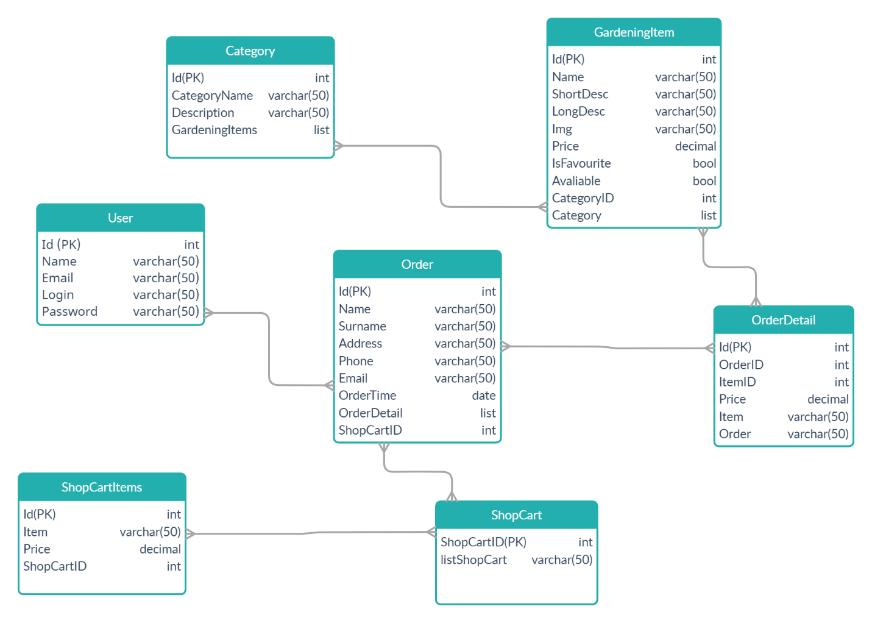 Category
Id(PK) int
CategoryName varchar(50)
Description varchar(50)
GardeningItems list
GardeningItem
Id(PK) int
Name varchar(50)
ShortDesc varchar(50)
LongDesc varchar(50)
Img varchar(50)
Price decimal
IsFavourite bool
Avaliable bool
CategoryID int
Category list
User
Id (PK) int
Name varchar(50)
Email varchar(50)
Login varchar(50)
Password varchar(50)
Order
Id(PK) int
Name varchar(50)
Surname varchar(50)
Address varchar(50)
Phone varchar(50)
Email varchar(50)
OrderTime date
OrderDetail list
ShopCartID int
OrderDetail
Id(PK) int
OrderID int
ItemID int
Price decimal
Item varchar(50)
Order varchar(50)
ShopCartItems
Id(PK) int
Item varchar(50)
Price decimal
ShopCartID int
ShopCart
ShopCartID(PK) int
listShopCart varchar(50)